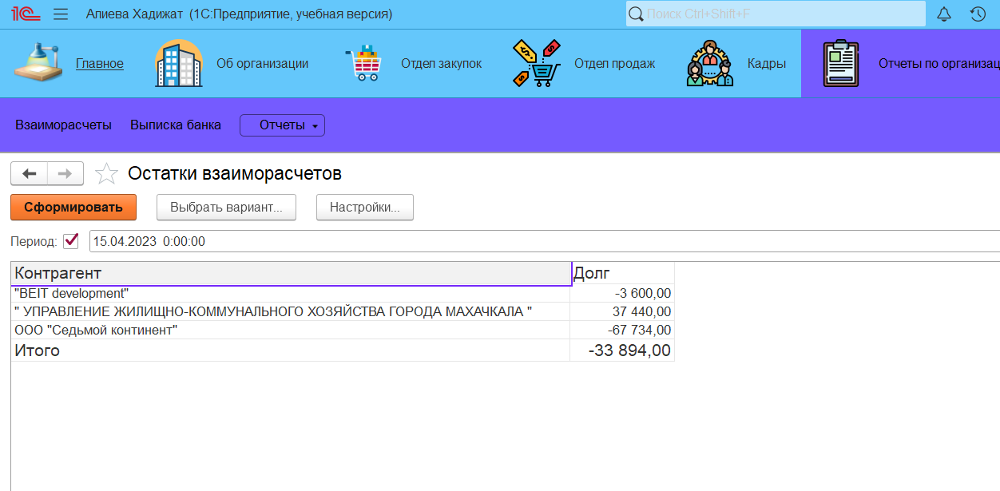 1С Алиева Хадижат (1С:Предприятие, учебная версия) Поиск Ctrl+Shift+F
Главное Об организации Отдел закупок Отдел продаж Кадры Отчеты по организац
Взаиморасчеты Выписка банка Отчеты
Остатки взаиморасчетов
Сформировать Выбрать вариант... Настройки...
Период: 15.04.2023 0:00:00
Контрагент Долг
"BEIT development" -3 600,00
" УПРАВЛЕНИЕ ЖИЛИЩНО-КОММУНАЛЬНОГО ХОЗЯЙСТВА ГОРОДА МАХАЧКАЛА " 37 440,00
ООО "Седьмой континент" -67 734,00
Итого -33 894,00